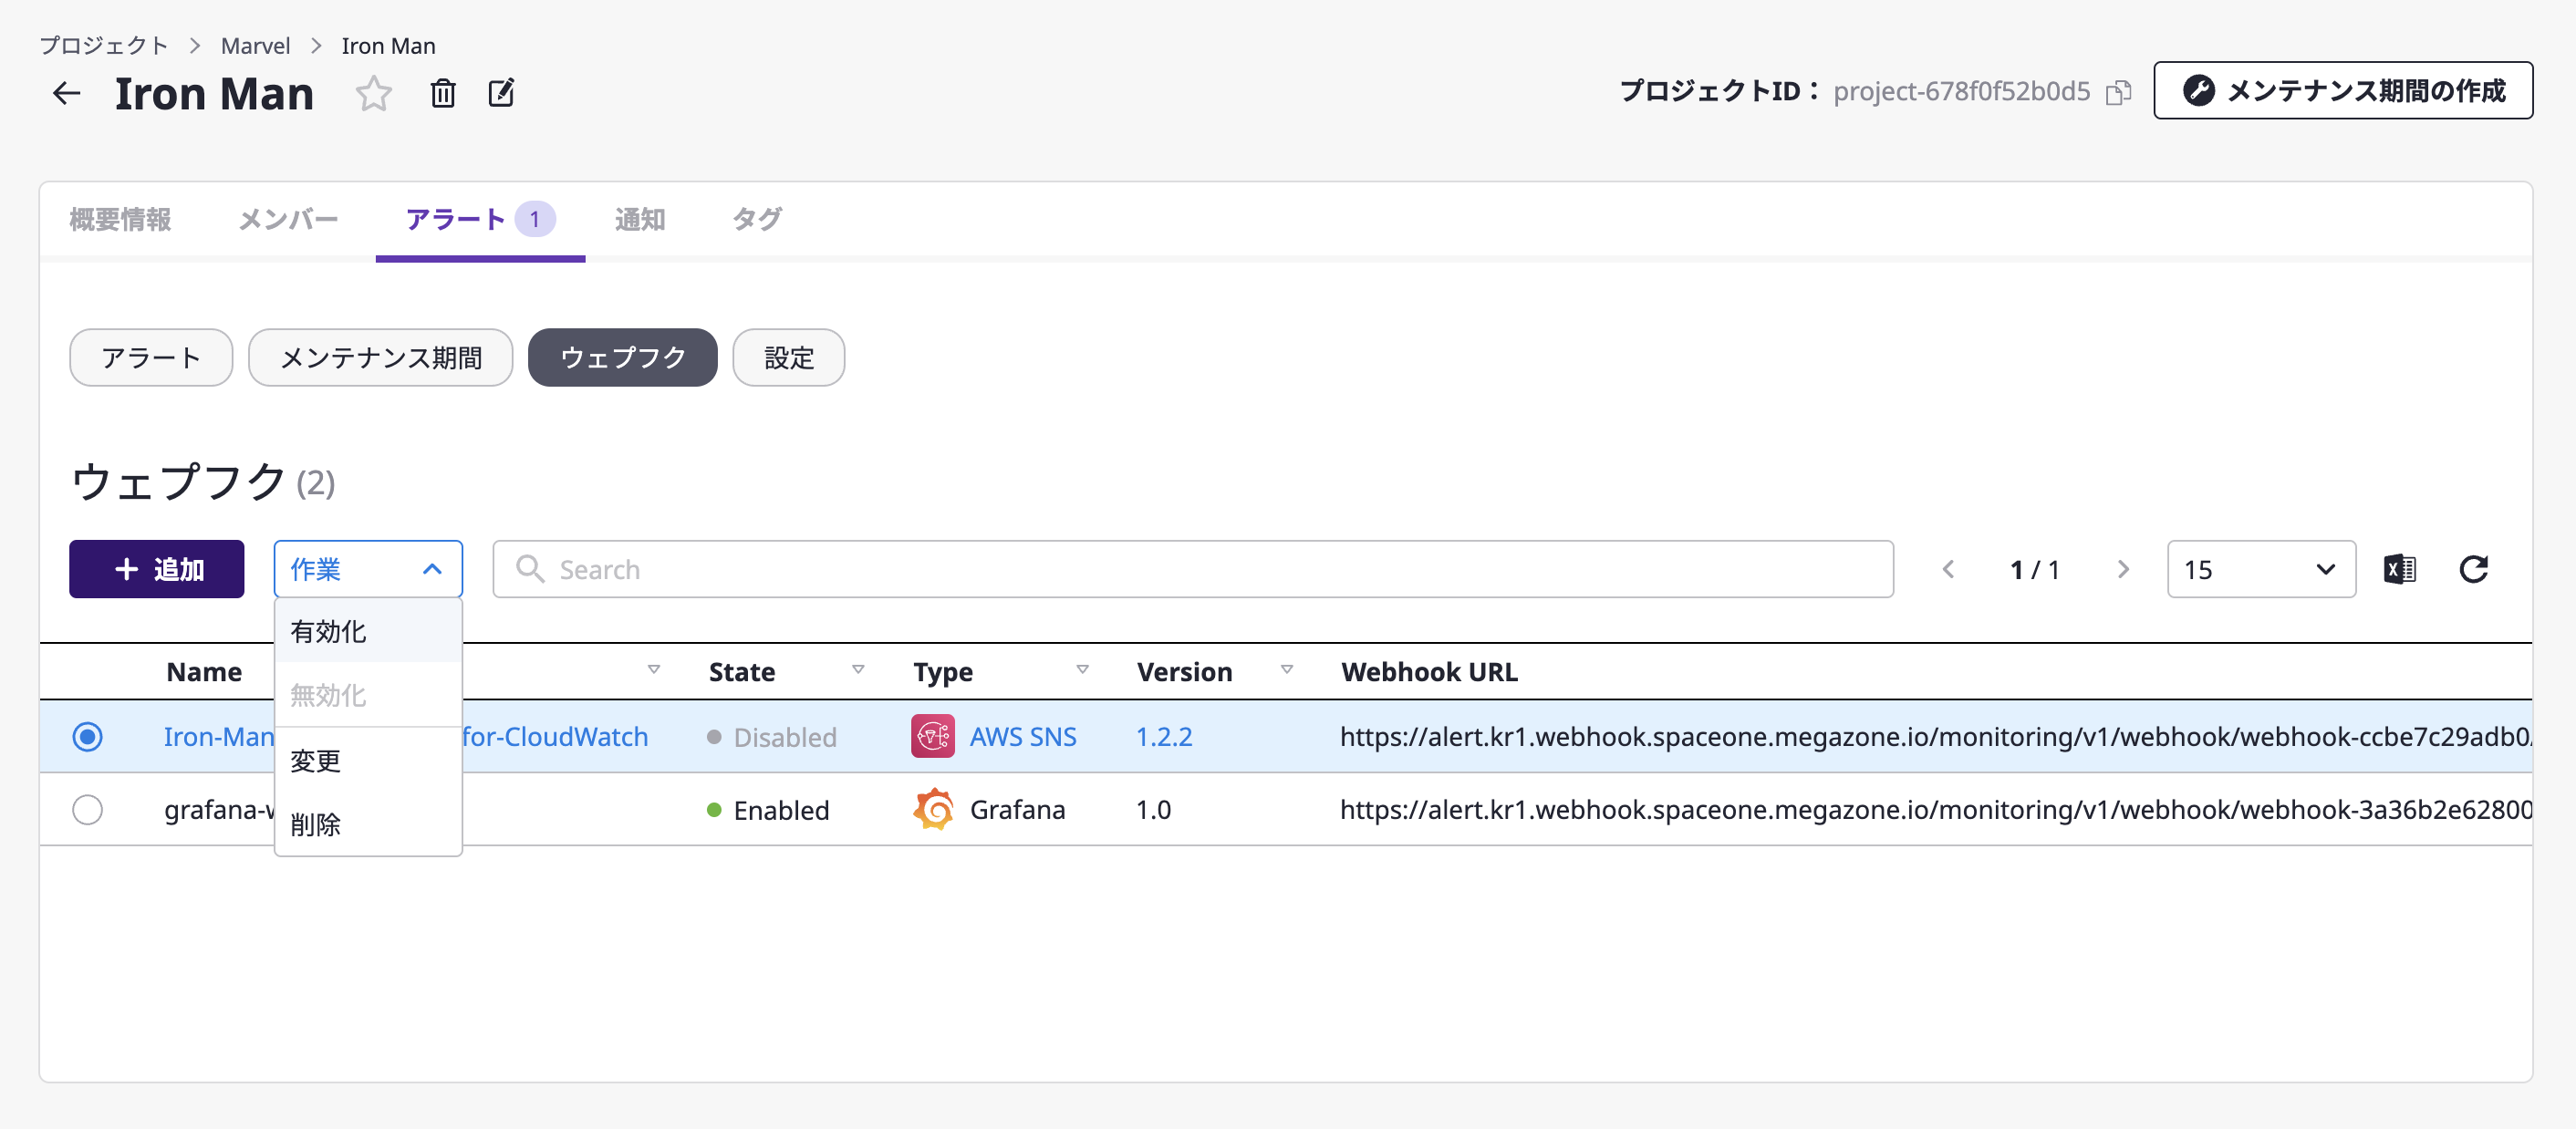 プロジェクト > Marvel > Iron Man
Iron Man
プロジェクトID： project-678f0f52b0d5
メンテナンス期間の作成
概要情報 メンバー アラート 1 通知 タグ
アラート メンテナンス期間 ウェブフク 設定
ウェブフク (2)
+ 追加 作業 Search 1 / 1 15
有効化
無効化
変更
削除
Name State Type Version Webhook URL
Iron-Man for-CloudWatch Disabled AWS SNS 1.2.2 https://alert.kr1.webhook.spaceone.megazone.io/monitoring/v1/webhook/webhook-ccbe7c29adb0
grafana- Enabled Grafana 1.0 https://alert.kr1.webhook.spaceone.megazone.io/monitoring/v1/webhook/webhook-3a36b2e62800